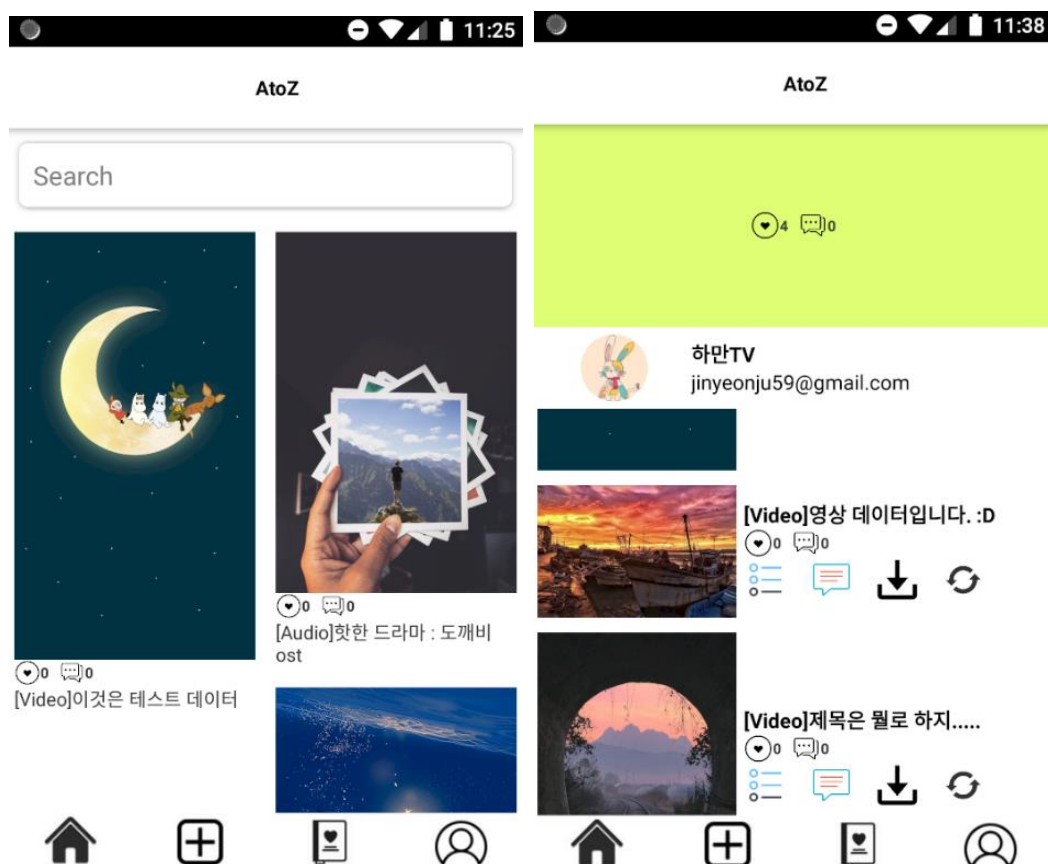 11:25
AtoZ
Search
0 0
[Video]이것은 테스트 데이터
0 0
[Audio]핫한 드라마 : 도깨비
ost
11:38
AtoZ
4 0
하만TV
jinyeonju59@gmail.com
[Video]영상 데이터입니다. :D
0 0
[Video]제목은 뭘로 하지.....
0 0